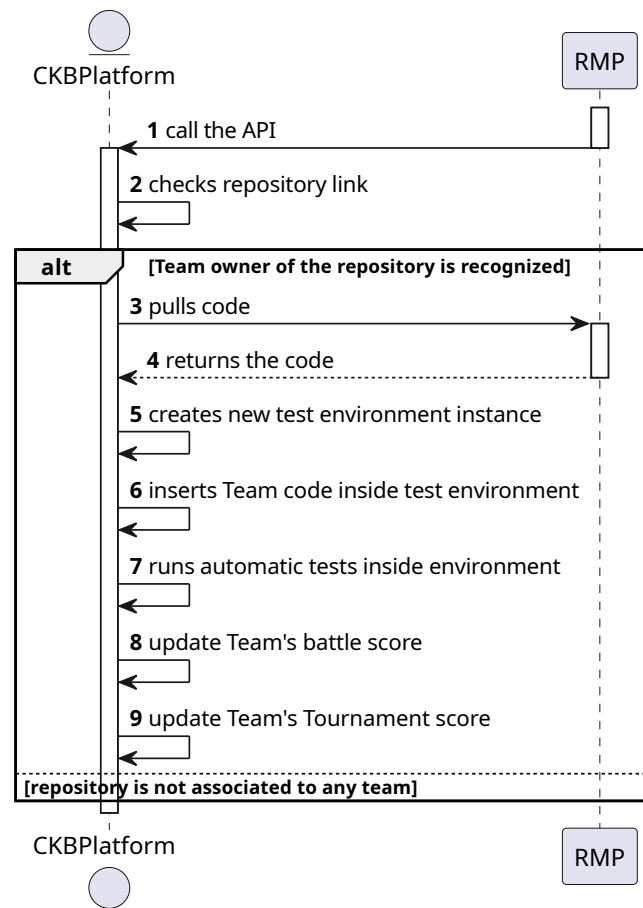 CKBPlatform
RMP
1 call the API
2 checks repository link
alt [Team owner of the repository is recognized]
3 pulls code
4 returns the code
5 creates new test environment instance
6 inserts Team code inside test environment
7 runs automatic tests inside environment
8 update Team's battle score
9 update Team's Tournament score
[repository is not associated to any team]
CKBPlatform
RMP